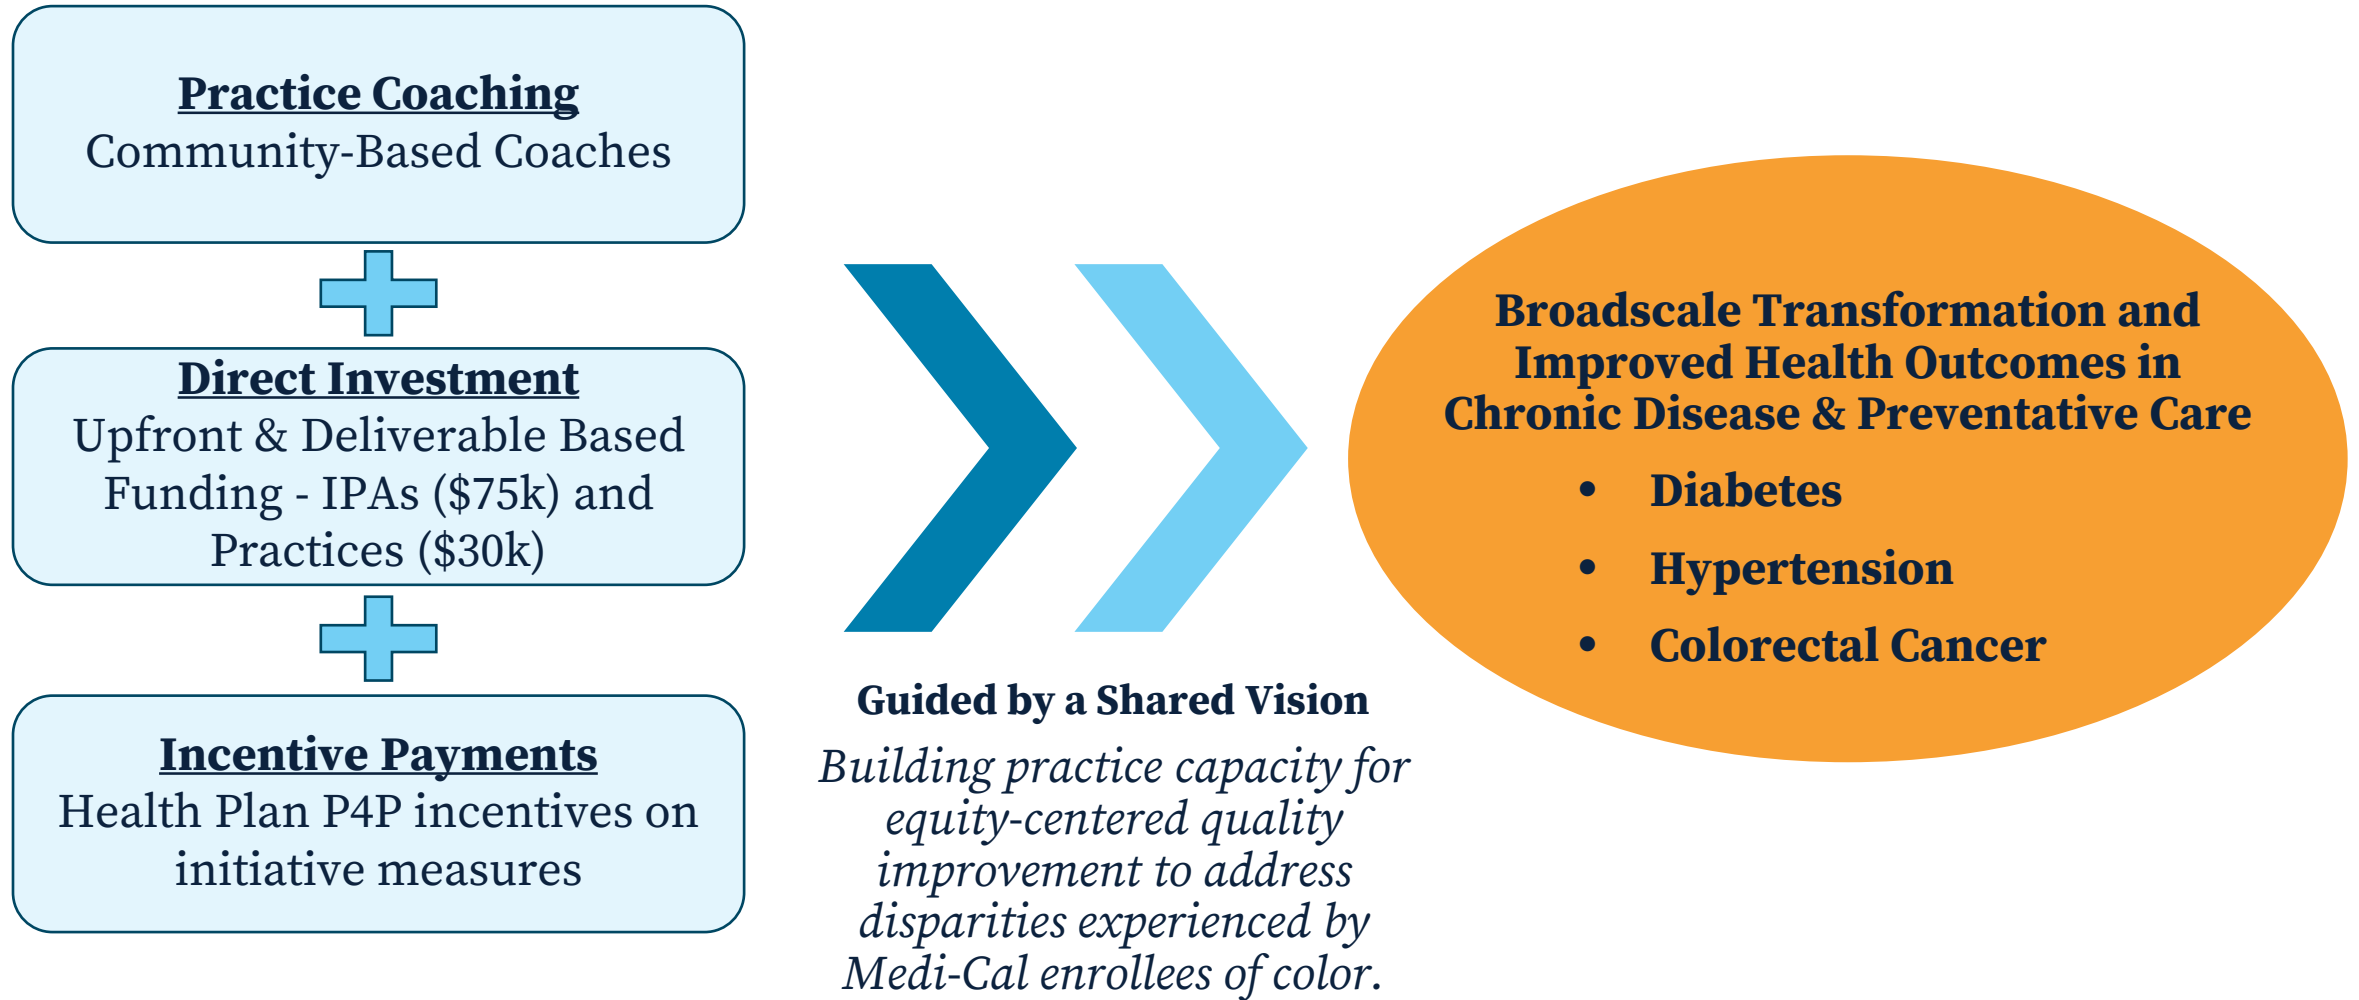 Practice Coaching
Community-Based Coaches
Direct Investment
Upfront & Deliverable Based
Funding - IPAs ($75k) and
Practices ($30k)
Incentive Payments
Health Plan P4P incentives on
initiative measures
Guided by a Shared Vision
Building practice capacity for
equity-centered quality
improvement to address
disparities experienced by
Medi-Cal enrollees of color.
Broadscale Transformation and
Improved Health Outcomes in
Chronic Disease & Preventative Care
• Diabetes
• Hypertension
• Colorectal Cancer